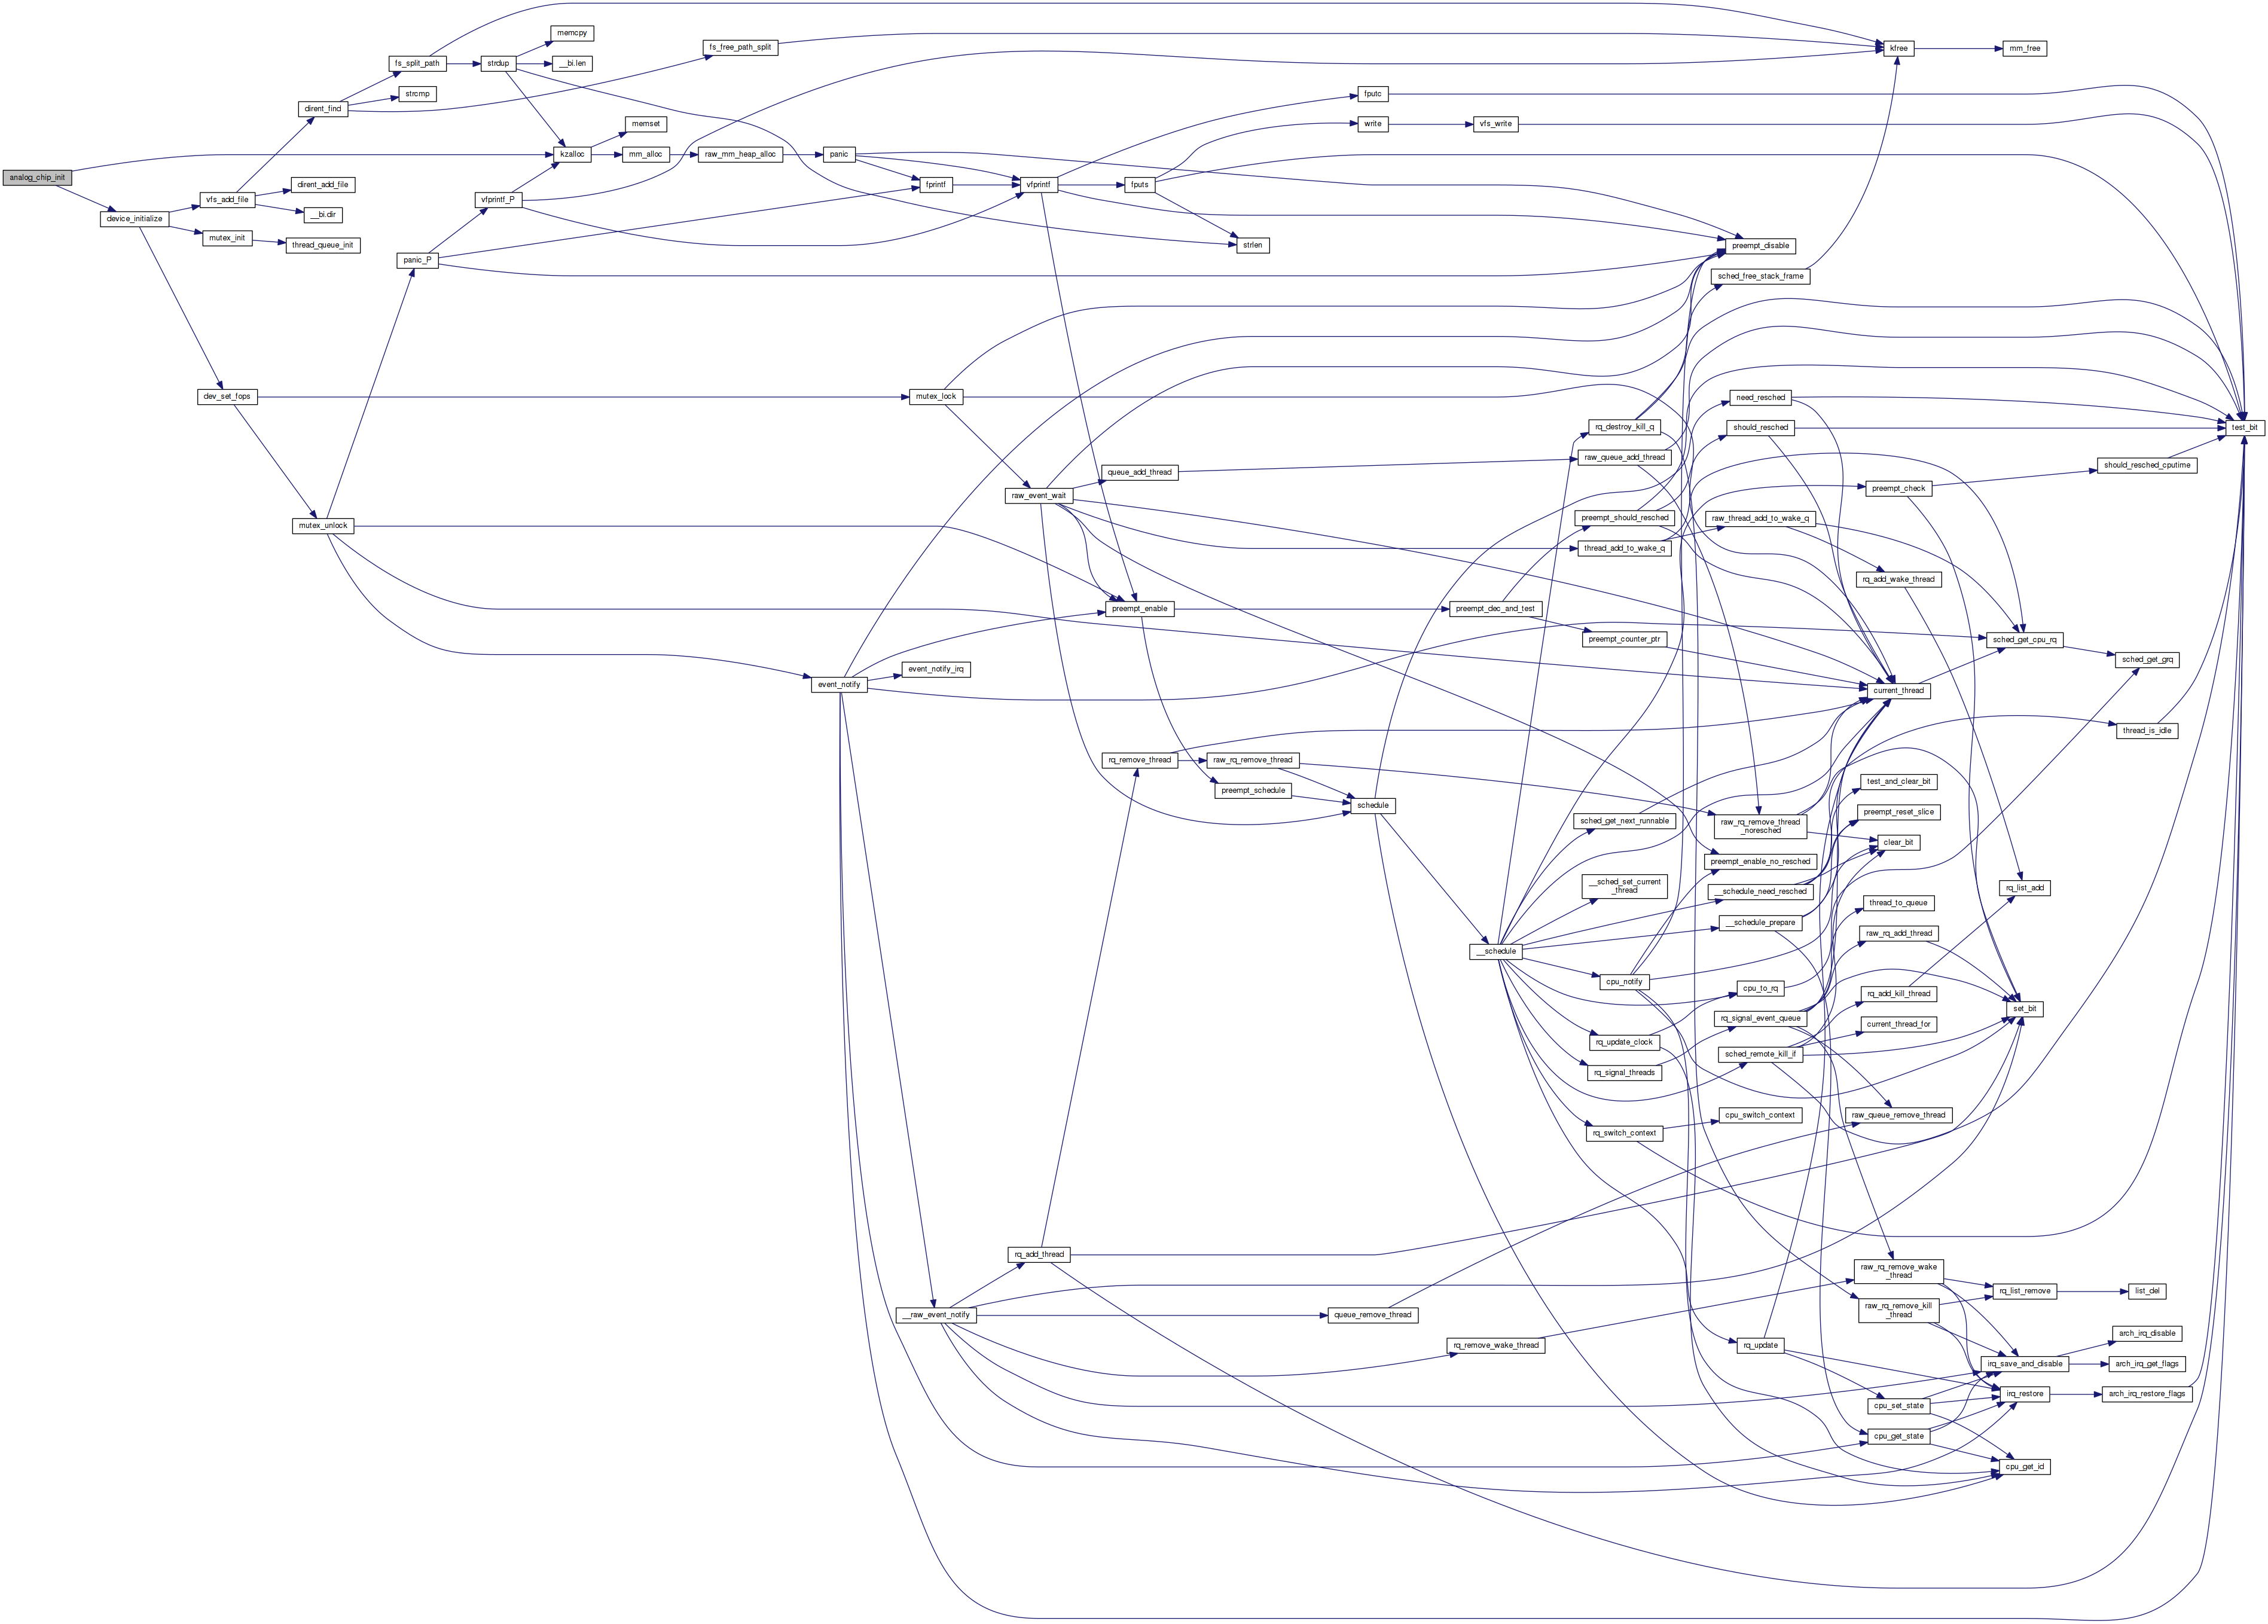 analog_chip_init
device_initialize
vfs_add_file
mutex_init
dev_set_fops
dirent_find
dirent_add_file
__bi.dir
thread_queue_init
mutex_unlock
fs_split_path
strcmp
panic_P
strdup
vfprintf_P
memcpy
__bi.len
kzalloc
memset
mm_alloc
fs_free_path_split
raw_mm_heap_alloc
panic
event_notify
fprintf
mutex_lock
event_notify_irq
__raw_event_notify
vfprintf
raw_event_wait
rq_add_thread
fputs
queue_add_thread
preempt_enable
rq_remove_thread
strlen
raw_rq_remove_thread
preempt_schedule
fputc
write
schedule
queue_remove_thread
vfs_write
preempt_dec_and_test
__schedule
rq_remove_wake_thread
rq_destroy_kill_q
raw_queue_add_thread
preempt_should_resched
thread_add_to_wake_q
preempt_counter_ptr
sched_get_next_runnable
__sched_set_current
_thread
cpu_notify
rq_update_clock
rq_signal_threads
rq_switch_context
preempt_disable
sched_free_stack_frame
need_resched
should_resched
raw_thread_add_to_wake_q
raw_rq_remove_thread
_noresched
preempt_enable_no_resched
__schedule_need_resched
__schedule_prepare
cpu_to_rq
rq_signal_event_queue
sched_remote_kill_if
cpu_switch_context
rq_update
kfree
preempt_check
rq_add_wake_thread
current_thread
test_and_clear_bit
preempt_reset_slice
clear_bit
thread_to_queue
raw_rq_add_thread
rq_add_kill_thread
current_thread_for
raw_queue_remove_thread
raw_rq_remove_wake
_thread
raw_rq_remove_kill
_thread
cpu_set_state
cpu_get_state
mm_free
sched_get_cpu_rq
rq_list_add
set_bit
rq_list_remove
irq_save_and_disable
irq_restore
cpu_get_id
should_resched_cputime
sched_get_grq
thread_is_idle
list_del
arch_irq_disable
arch_irq_get_flags
arch_irq_restore_flags
test_bit